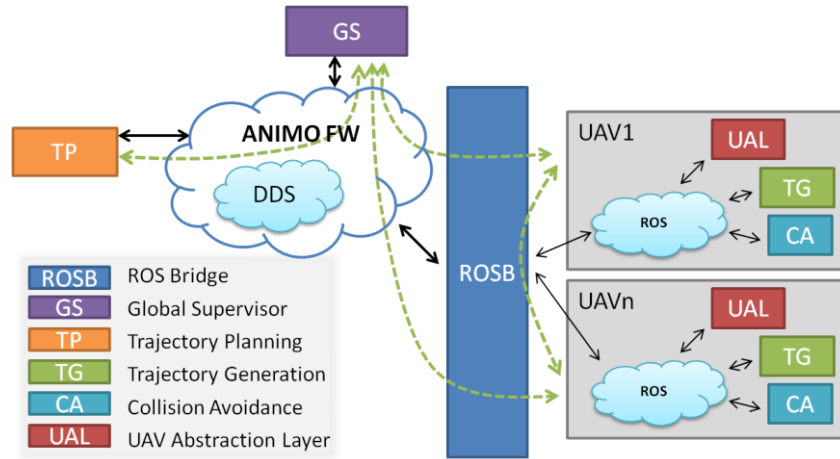 GS
ANIMO FW
TP
DDS
ROSB
UAV1
UAL
TG
ROS
CA
UAVn
UAL
TG
ROS
CA
ROSB ROS Bridge
GS Global Supervisor
TP Trajectory Planning
TG Trajectory Generation
CA Collision Avoidance
UAL UAV Abstraction Layer